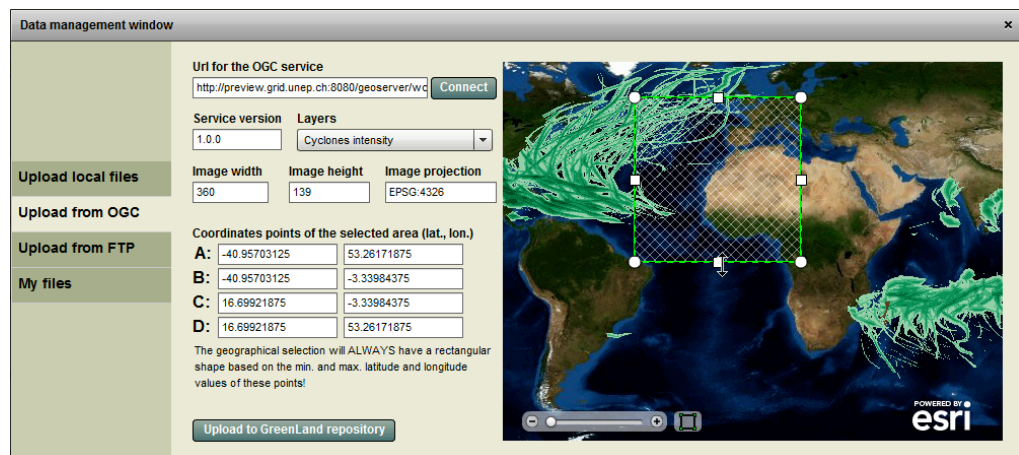 Data management window
×
Upload local files
Upload from OGC
Upload from FTP
My files
Url for the OGC service
http://preview.grid.unep.ch:8080/geoserver/wc
Connect
Service version Layers
1.0.0 Cyclones intensity
Image width Image height Image projection
360 139 EPSG:4326
Coordinates points of the selected area (lat., lon.)
A: -40.95703125 53.26171875
B: -40.95703125 -3.33984375
C: 16.69921875 -3.33984375
D: 16.69921875 53.26171875
The geographical selection will ALWAYS have a rectangular
shape based on the min. and max. latitude and longitude
values of these points!
Upload to GreenLand repository
POWERED BY
esri